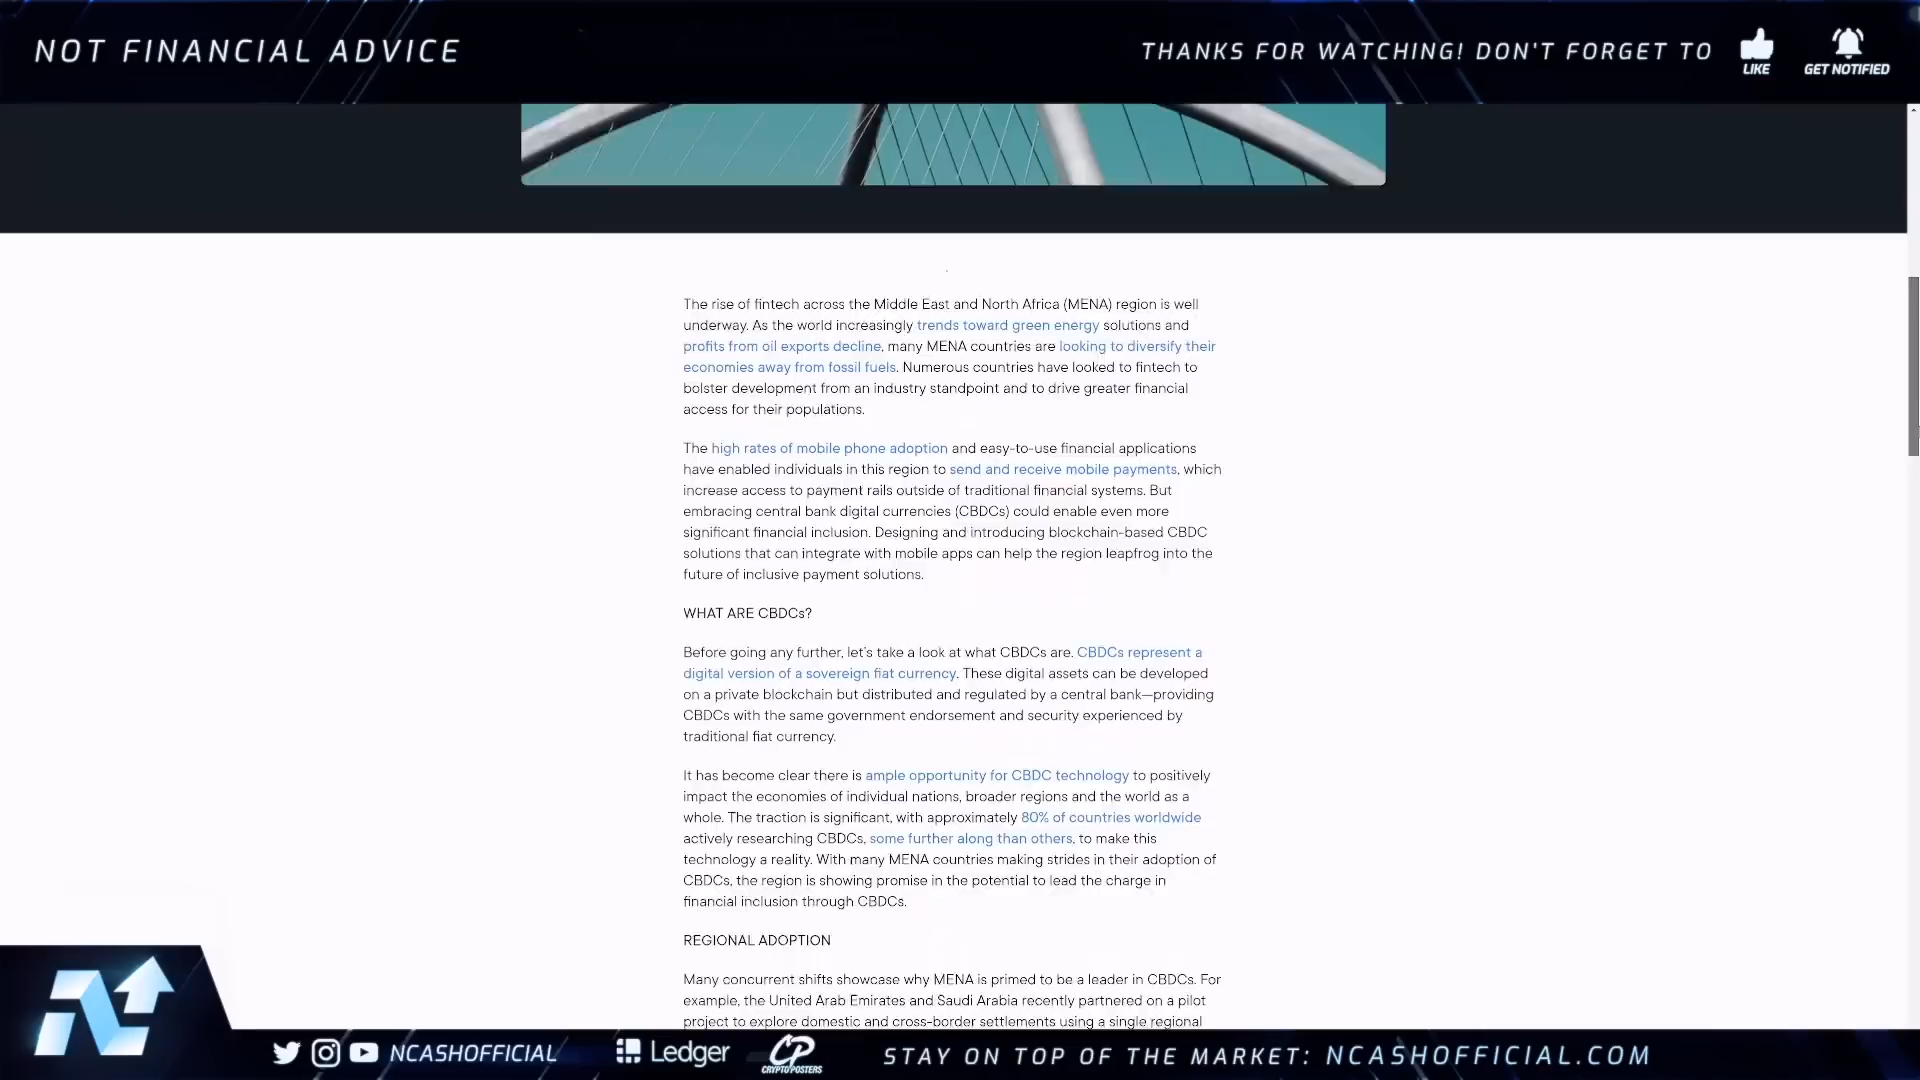 NOT FINANCIAL ADVICE
THANKS FOR WATCHING! DON'T FORGET TO
LIKE
GET NOTIFIED
The rise of fintech across the Middle East and North Africa (MENA) region is well
underway. As the world increasingly trends toward green energy solutions and
profits from oil exports decline, many MENA countries are looking to diversify their
economies away from fossil fuels. Numerous countries have looked to fintech to
bolster development from an industry standpoint and to drive greater financial
access for their populations.
The high rates of mobile phone adoption and easy-to-use financial applications
have enabled individuals in this region to send and receive mobile payments, which
increase access to payment rails outside of traditional financial systems. But
embracing central bank digital currencies (CBDCs) could enable even more
significant financial inclusion. Designing and introducing blockchain-based CBDC
solutions that can integrate with mobile apps can help the region leapfrog into the
future of inclusive payment solutions.
WHAT ARE CBDCs?
Before going any further, let's take a look at what CBDCs are. CBDCs represent a
digital version of a sovereign fiat currency. These digital assets can be developed
on a private blockchain but distributed and regulated by a central bank—providing
CBDCs with the same government endorsement and security experienced by
traditional fiat currency.
It has become clear there is ample opportunity for CBDC technology to positively
impact the economies of individual nations, broader regions and the world as a
whole. The traction is significant, with approximately 80% of countries worldwide
actively researching CBDCs, some further along than others, to make this
technology a reality. With many MENA countries making strides in their adoption of
CBDCs, the region is showing promise in the potential to lead the charge in
financial inclusion through CBDCs.
REGIONAL ADOPTION
Many concurrent shifts showcase why MENA is primed to be a leader in CBDCs. For
example, the United Arab Emirates and Saudi Arabia recently partnered on a pilot
project to explore domestic and cross-border settlements using a single regional
NCASHOFFICIAL
Ledger
CP
CRYPTOPOSTERS
STAY ON TOP OF THE MARKET: NCASHOFFICIAL.COM